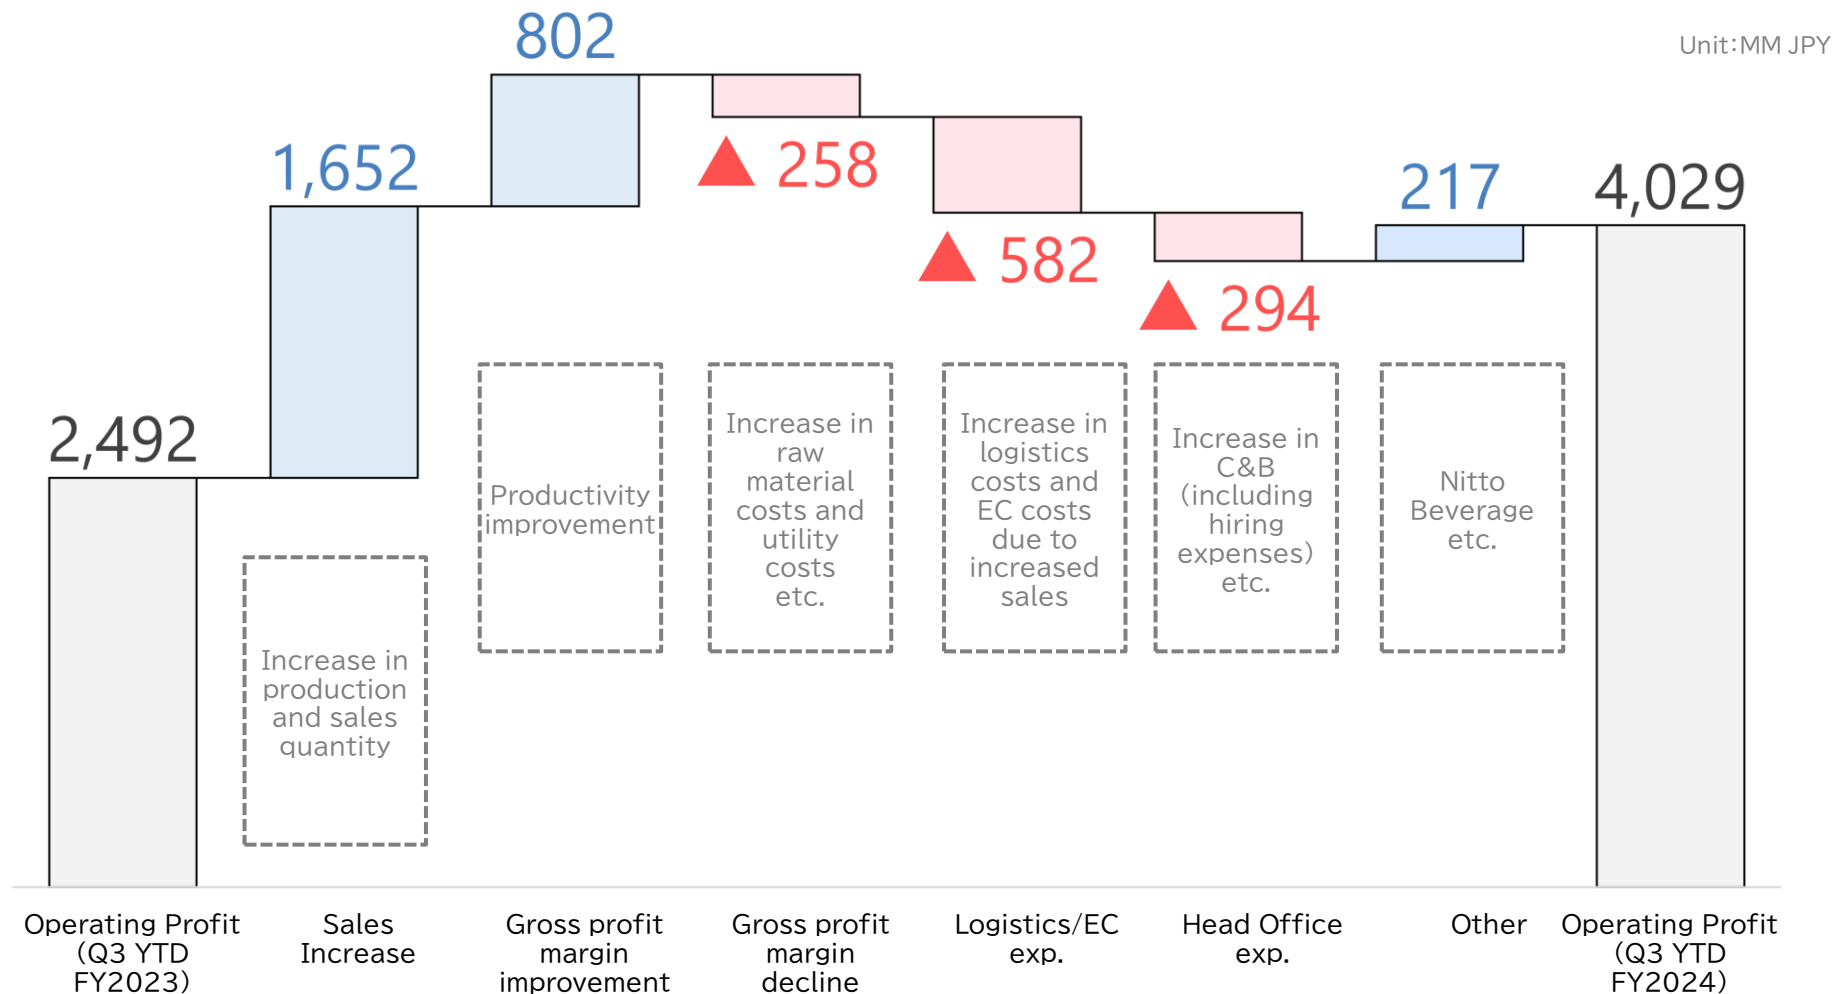 Unit:MM JPY
802
1,652
▲ 258
217
4,029
▲ 582
▲ 294
2,492
Increase in
production
and sales
quantity
Productivity
improvement
Increase in
raw
material
costs and
utility
costs
etc.
Increase in
logistics
costs and
EC costs
due to
increased
sales
Increase in
C&B
(including
hiring
expenses)
etc.
Nitto
Beverage
etc.
Operating Profit
(Q3 YTD
FY2023)
Sales
Increase
Gross profit
margin
improvement
Gross profit
margin
decline
Logistics/EC
exp.
Head Office
exp.
Other
Operating Profit
(Q3 YTD
FY2024)